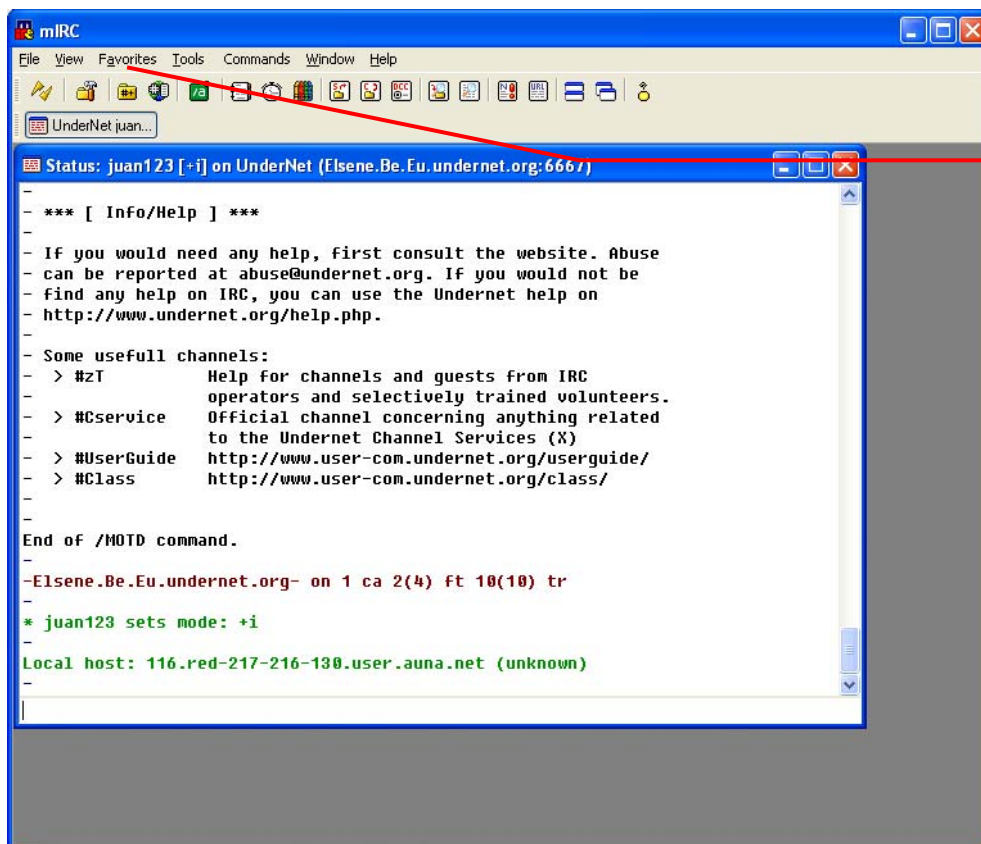 mIRC
File View Favorites Tools Commands Window Help
UnderNet juan...
Status: juan123 [+i] on UnderNet (Elsene.Be.Eu.undernet.org:6667)
-
- *** [ Info/Help ] ***
-
- If you would need any help, first consult the website. Abuse
- can be reported at abuse@undernet.org. If you would not be
- find any help on IRC, you can use the Undernet help on
- http://www.undernet.org/help.php.
-
- Some usefull channels:
- > #zT Help for channels and guests from IRC
- operators and selectively trained volunteers.
- > #Cservice Official channel concerning anything related
- to the Undernet Channel Services (X)
- > #UserGuide http://www.user-com.undernet.org/userguide/
- > #Class http://www.user-com.undernet.org/class/
-
-
End of /MOTD command.
-
-Elsene.Be.Eu.undernet.org- on 1 ca 2(4) ft 10(10) tr
-
* juan123 sets mode: +i
-
Local host: 116.red-217-216-130.user.auna.net (unknown)
-